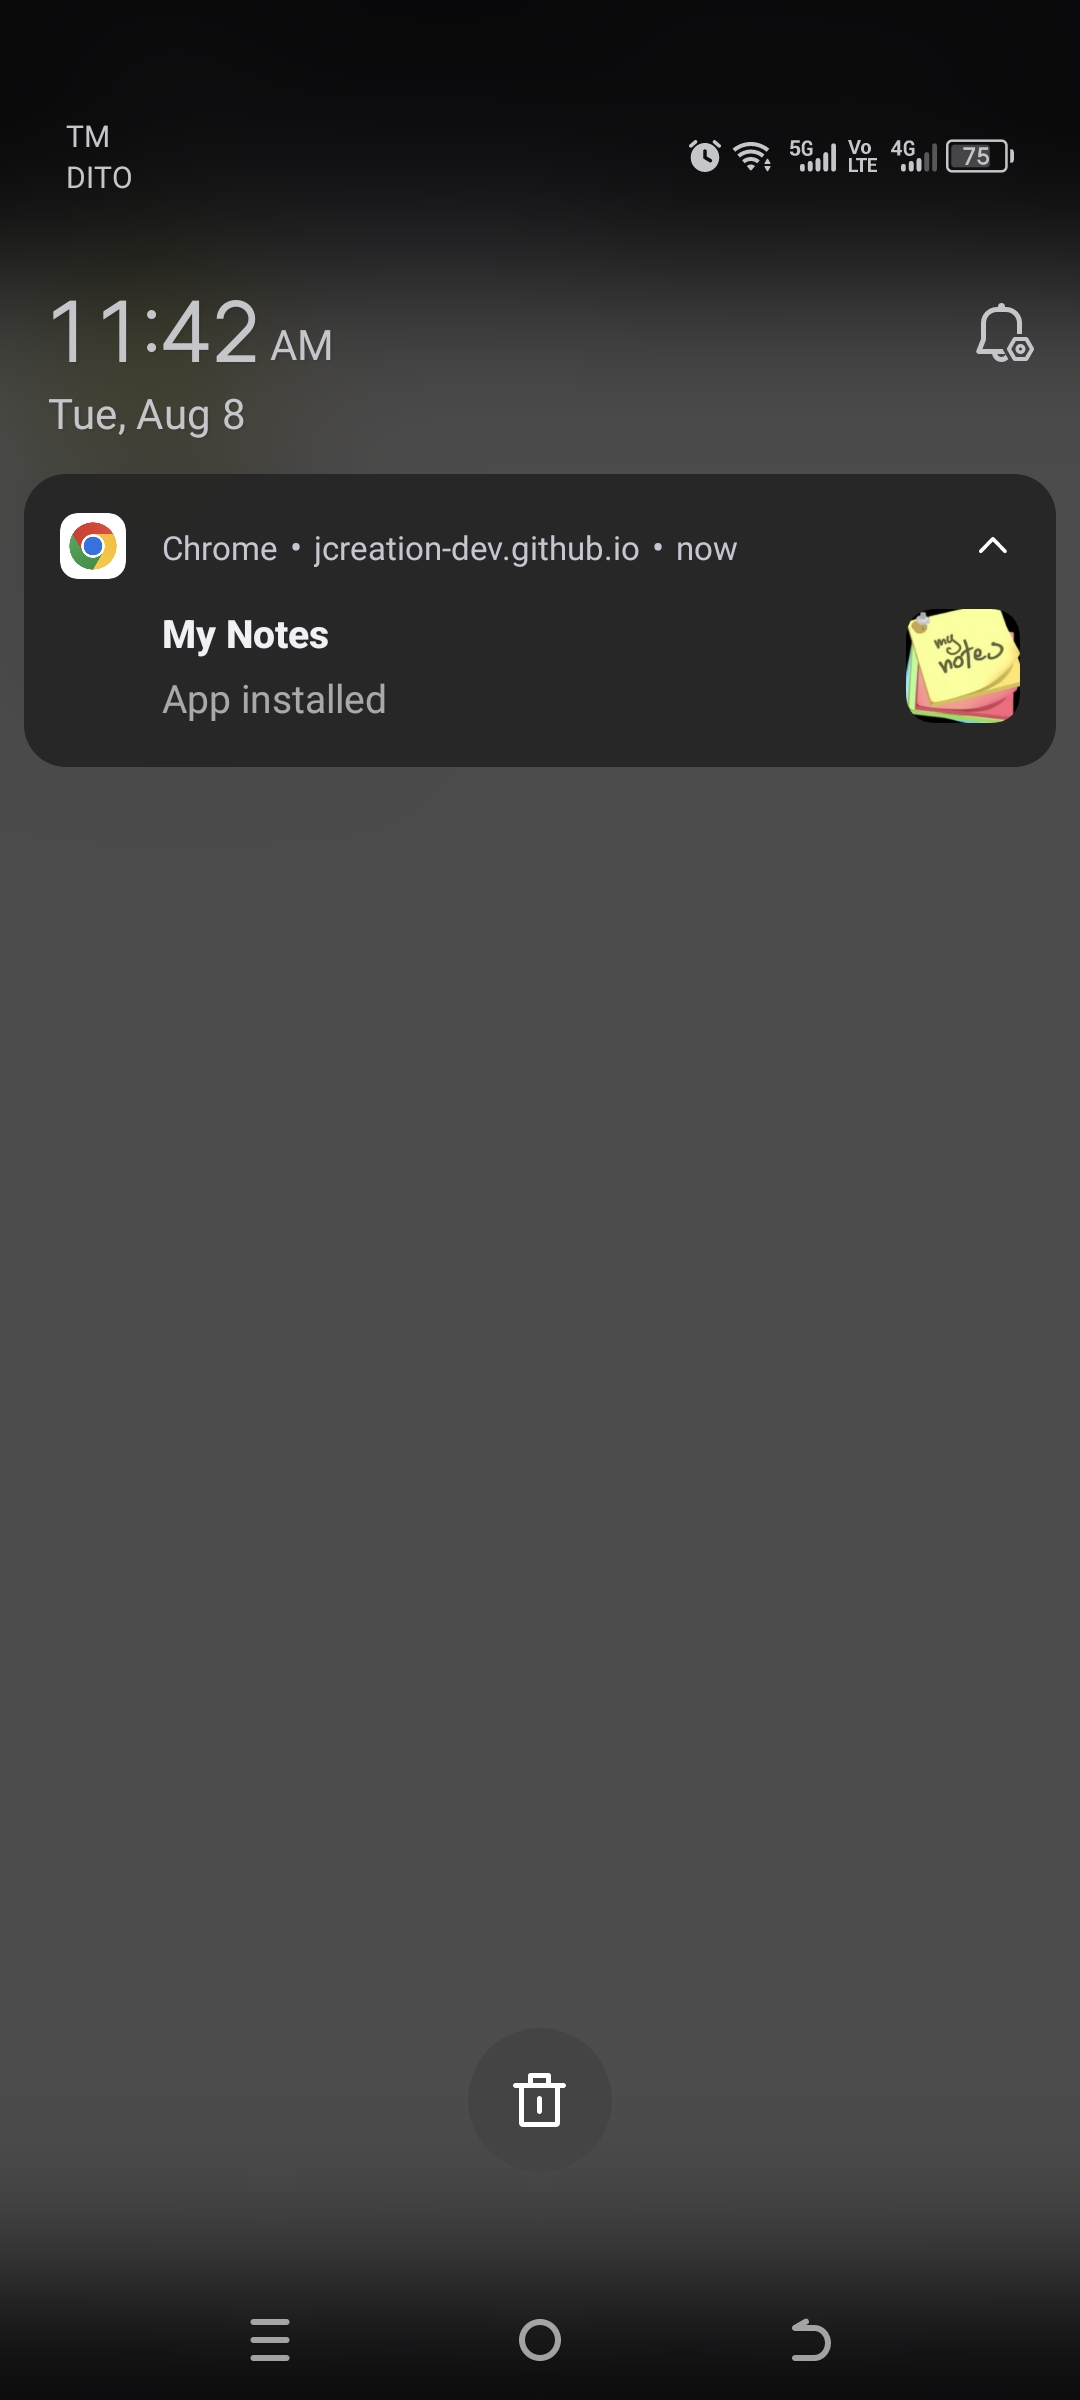 TM
DITO
5G Vo LTE 4G 75
11:42 AM
Tue, Aug 8
Chrome • jcreation-dev.github.io • now
My Notes
App installed
my
notes